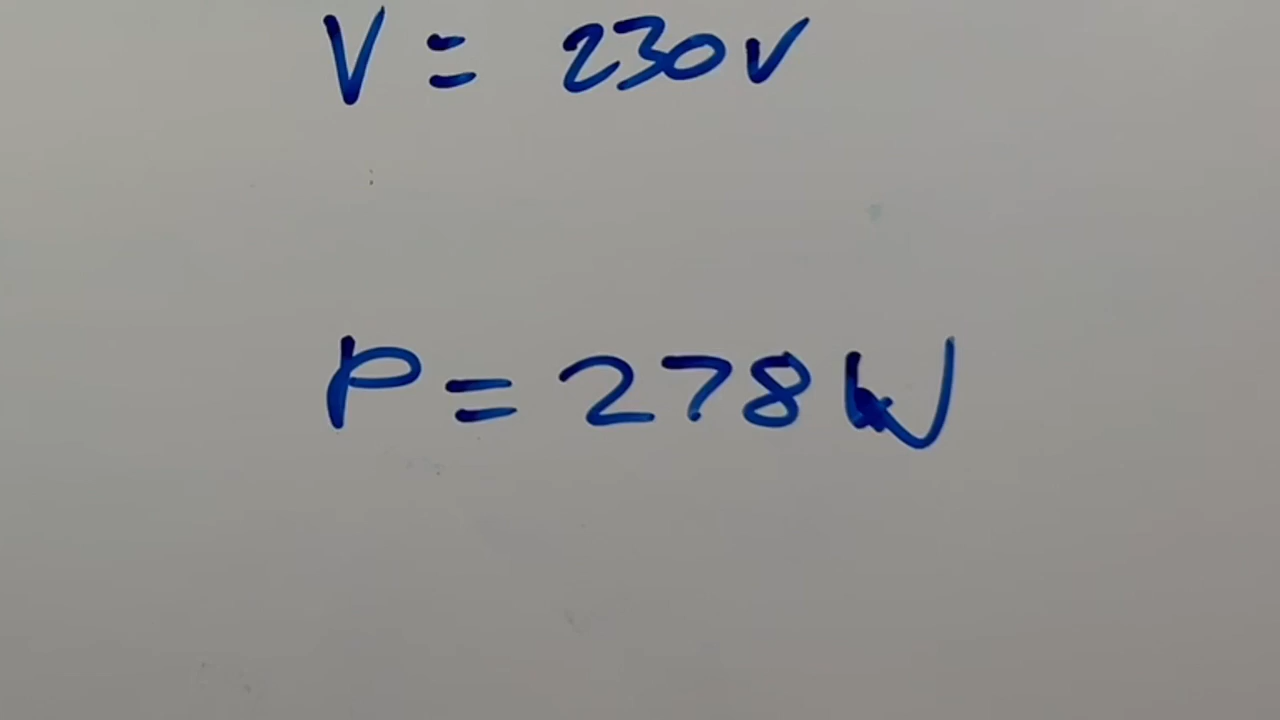 V = 230V
P = 278W